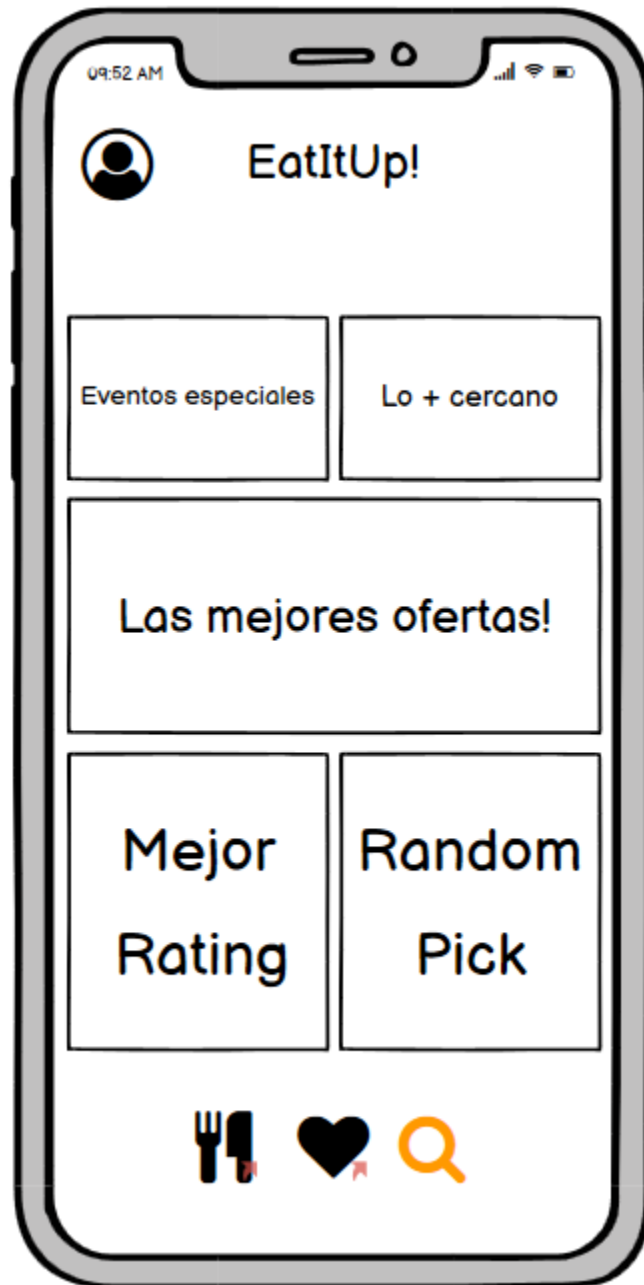 09:52 AM
EatItUp!
Eventos especiales
Lo + cercano
Las mejores ofertas!
Mejor
Rating
Random
Pick